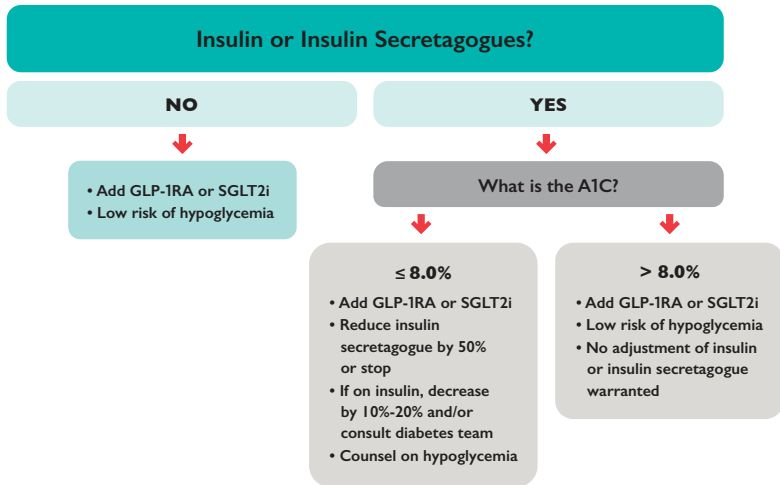 Insulin or Insulin Secretagogues?
NO
YES
• Add GLP-1RA or SGLT2i
• Low risk of hypoglycemia
What is the A1C?
≤ 8.0%
• Add GLP-1RA or SGLT2i
• Reduce insulin
secretagogue by 50%
or stop
• If on insulin, decrease
by 10%-20% and/or
consult diabetes team
• Counsel on hypoglycemia
> 8.0%
• Add GLP-1RA or SGLT2i
• Low risk of hypoglycemia
• No adjustment of insulin
or insulin secretagogue
warranted